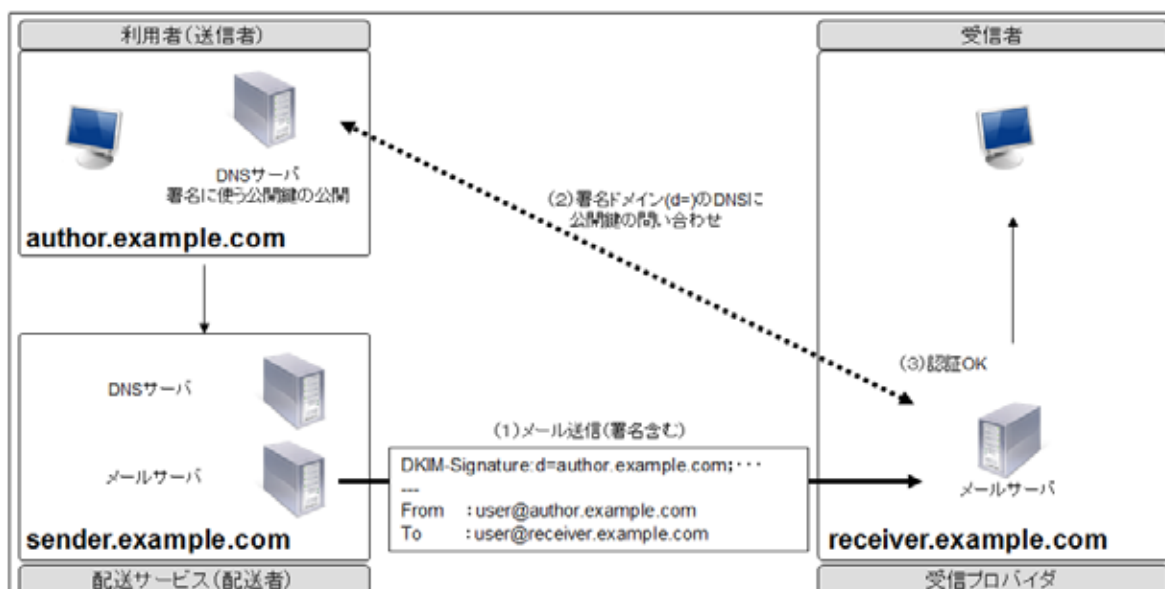 利用者(送信者)
受信者
DNSサーバ
署名に使う公開鍵の公開
author.example.com
(2)署名ドメイン(d=)のDNSに
公開鍵の問い合わせ
(3)認証OK
DNSサーバ
メールサーバ
sender.example.com
(1)メール送信(署名含む)
DKIM-Signature:d=author.example.com;・・・
---
From :user@author.example.com
To :user@receiver.example.com
メールサーバ
receiver.example.com
配送サービス(配送者)
受信プロバイダ